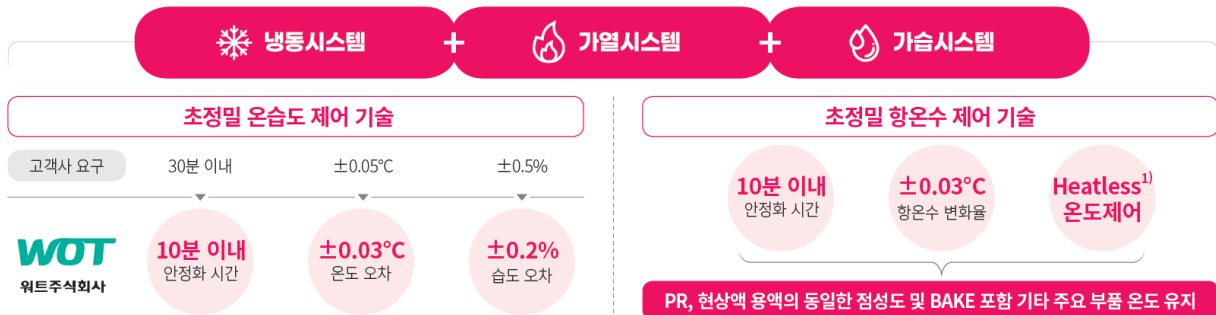 냉동시스템 + 가열시스템 + 가습시스템
초정밀 온습도 제어 기술
고객사 요구 30분 이내 ±0.05℃ ±0.5%
WOT
워트주식회사
10분 이내
안정화 시간
±0.03℃
온도 오차
±0.2%
습도 오차
초정밀 항온수 제어 기술
10분 이내
안정화 시간
±0.03℃
항온수 변화율
Heatless1)
온도제어
PR, 현상액 용액의 동일한 점성도 및 BAKE 포함 기타 주요 부품 온도 유지